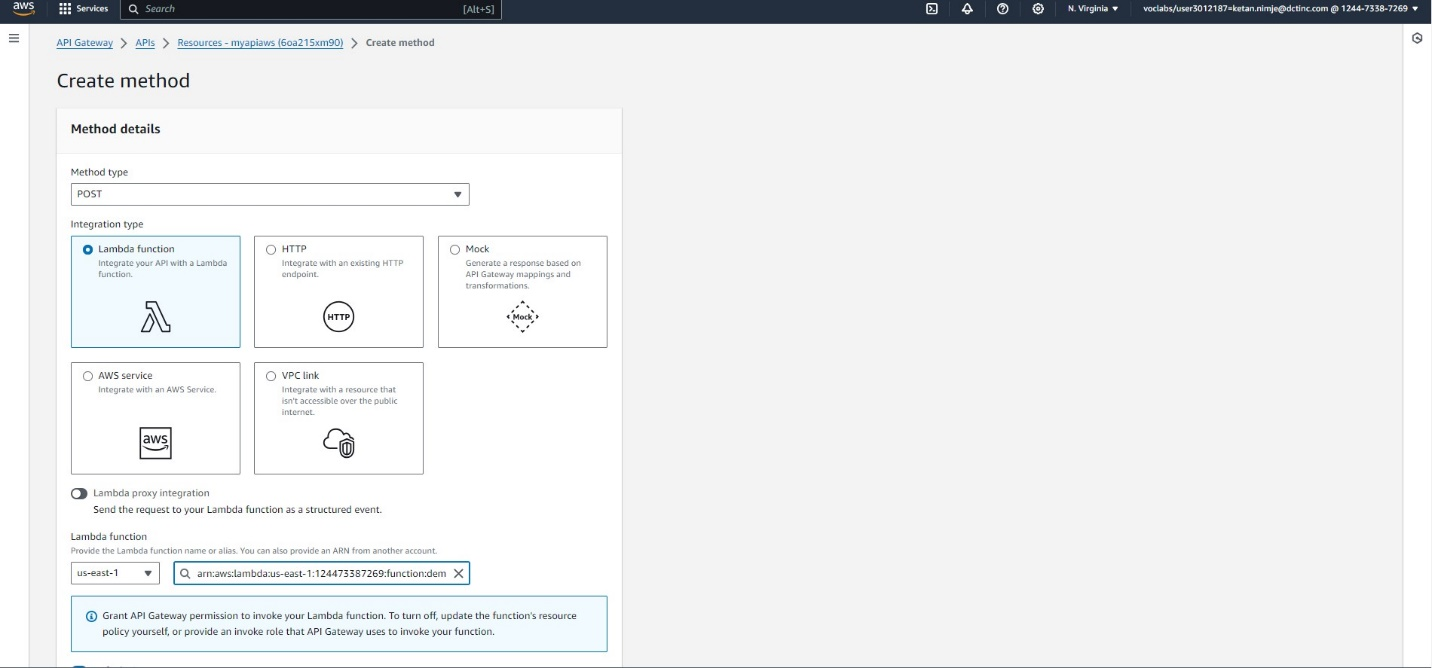 aws
Services
Search
[Alt+S]
N. Virginia
voclabs/user3012187=ketan.nimje@dctinc.com @ 1244-7338-7269
API Gateway
APIs
Resources - myapiaws (6oa215xm90)
Create method
Create method
Method details
Method type
POST
Integration type
Lambda function
Integrate your API with a Lambda
function.
HTTP
Integrate with an existing HTTP
endpoint.
HTTP
Mock
Generate a response based on
API Gateway mappings and
transformations.
Mock
AWS service
Integrate with an AWS Service.
aws
VPC link
Integrate with a resource that
isn't accessible over the public
internet.
Lambda proxy integration
Send the request to your Lambda function as a structured event.
Lambda function
Provide the Lambda function name or alias. You can also provide an ARN from another account.
us-east-1
arn:aws:lambda:us-east-1:124473387269:function:dem
Grant API Gateway permission to invoke your Lambda function. To turn off, update the function's resource
policy yourself, or provide an invoke role that API Gateway uses to invoke your function.